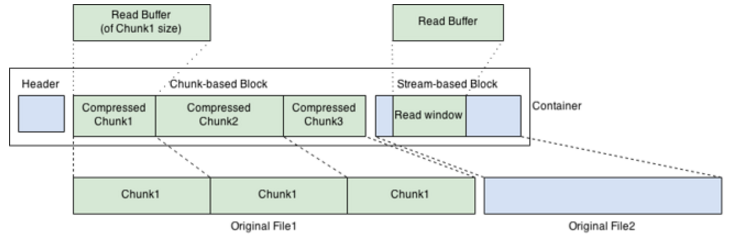 Read Buffer
(of Chunk1 size)
Read Buffer
Header
Chunk-based Block
Stream-based Block
Container
Compressed
Chunk1
Compressed
Chunk2
Compressed
Chunk3
Read window
Chunk1
Chunk1
Chunk1
Original File1
Original File2